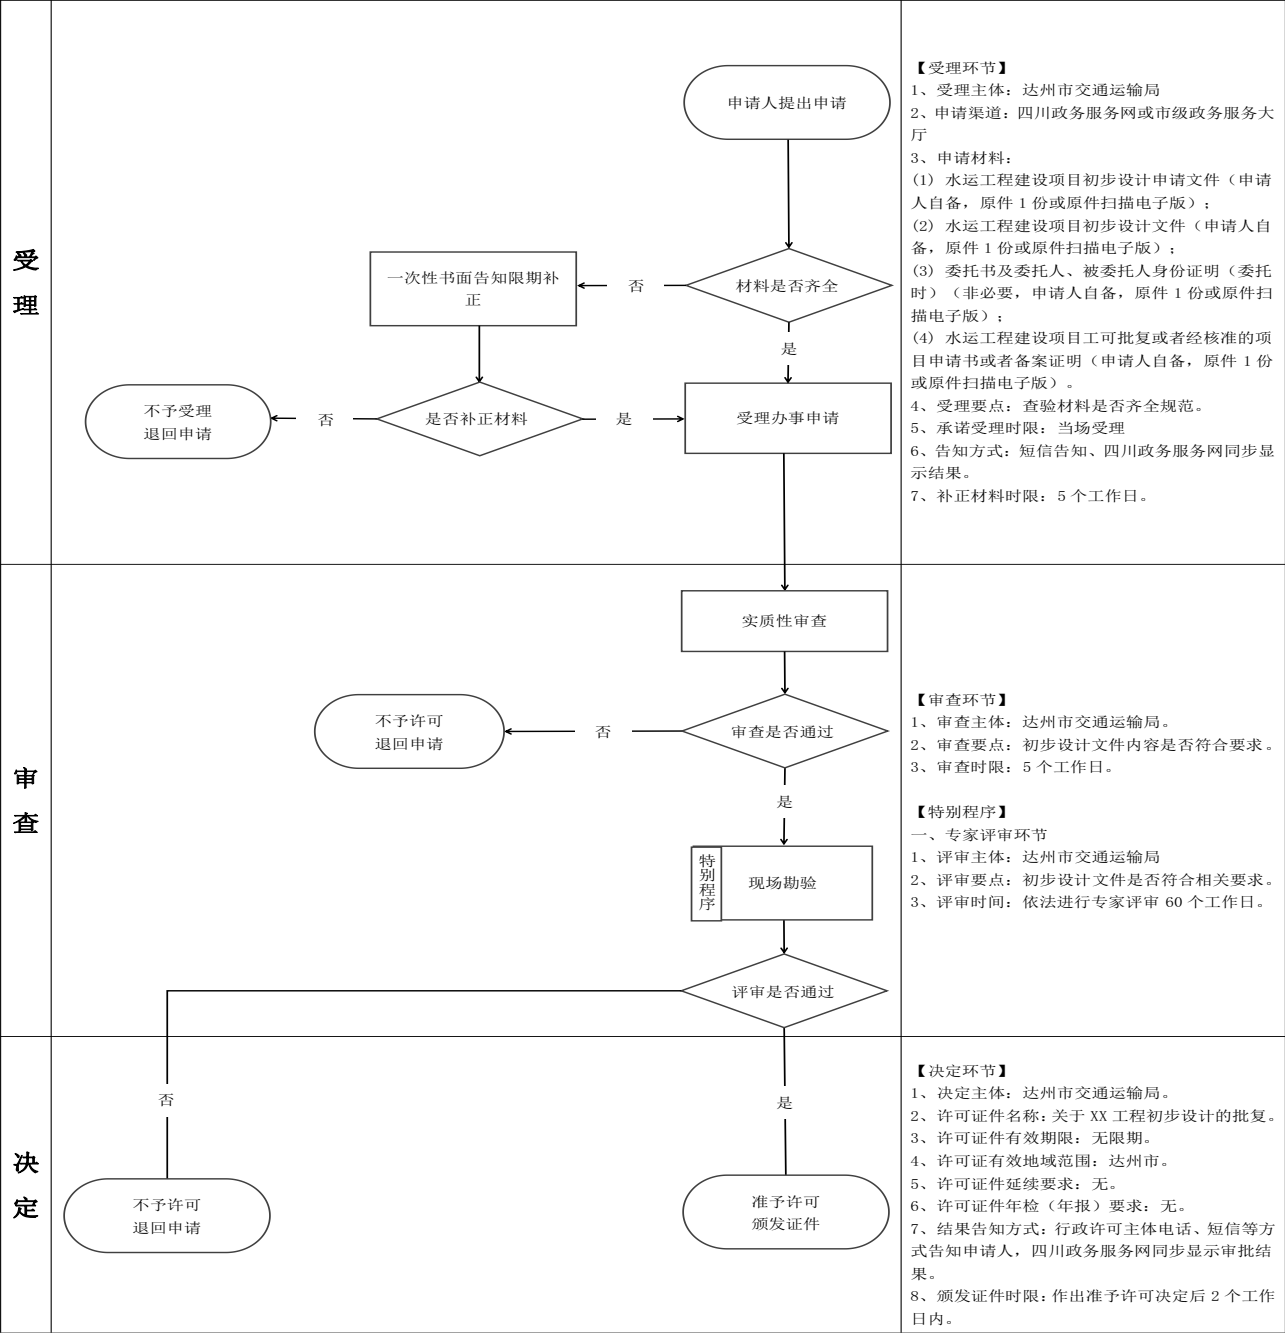 受
理
申请人提出申请
材料是否齐全
否
一次性书面告知限期补
正
是
是否补正材料
否
不予受理
退回申请
是
受理办事申请
【受理环节】
1、受理主体：达州市交通运输局
2、申请渠道：四川政务服务网或市级政务服务大
厅
3、申请材料：
(1) 水运工程建设项目初步设计申请文件（申请
人自备，原件 1 份或原件扫描电子版）；
(2) 水运工程建设项目初步设计文件（申请人自
备，原件 1 份或原件扫描电子版）；
(3) 委托书及委托人、被委托人身份证明（委托
时）（非必要，申请人自备，原件 1 份或原件扫
描电子版）；
(4) 水运工程建设项目工可批复或者经核准的项
目申请书或者备案证明（申请人自备，原件 1 份
或原件扫描电子版）。
4、受理要点：查验材料是否齐全规范。
5、承诺受理时限：当场受理
6、告知方式：短信告知、四川政务服务网同步显
示结果。
7、补正材料时限：5 个工作日。
审
查
实质性审查
审查是否通过
否
不予许可
退回申请
是
特
别
程
序
现场勘验
评审是否通过
【审查环节】
1、审查主体：达州市交通运输局。
2、审查要点：初步设计文件内容是否符合要求。
3、审查时限：5 个工作日。
【特别程序】
一、专家评审环节
1、评审主体：达州市交通运输局
2、评审要点：初步设计文件是否符合相关要求。
3、评审时间：依法进行专家评审 60 个工作日。
决
定
否
是
不予许可
退回申请
准予许可
颁发证件
【决定环节】
1、决定主体：达州市交通运输局。
2、许可证件名称：关于 XX 工程初步设计的批复。
3、许可证件有效期限：无限期。
4、许可证有效地域范围：达州市。
5、许可证件延续要求：无。
6、许可证件年检（年报）要求：无。
7、结果告知方式：行政许可主体电话、短信等方
式告知申请人，四川政务服务网同步显示审批结
果。
8、颁发证件时限：作出准予许可决定后 2 个工作
日内。